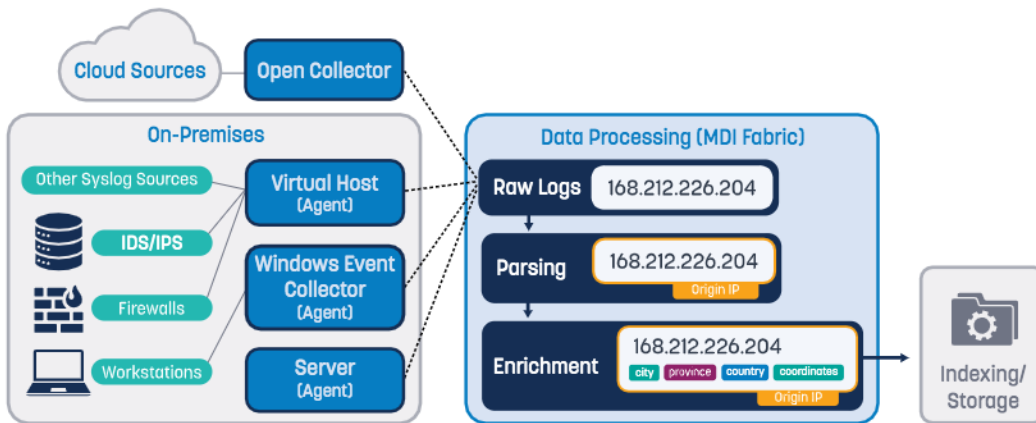 Cloud Sources
Open Collector
On-Premises
Other Syslog Sources
IDS/IPS
Firewalls
Workstations
Virtual Host
(Agent)
Windows Event
Collector
(Agent)
Server
(Agent)
Data Processing (MDI Fabric)
Raw Logs
168.212.226.204
Parsing
168.212.226.204
Origin IP
Enrichment
168.212.226.204
city province country coordinates
Origin IP
Indexing/
Storage